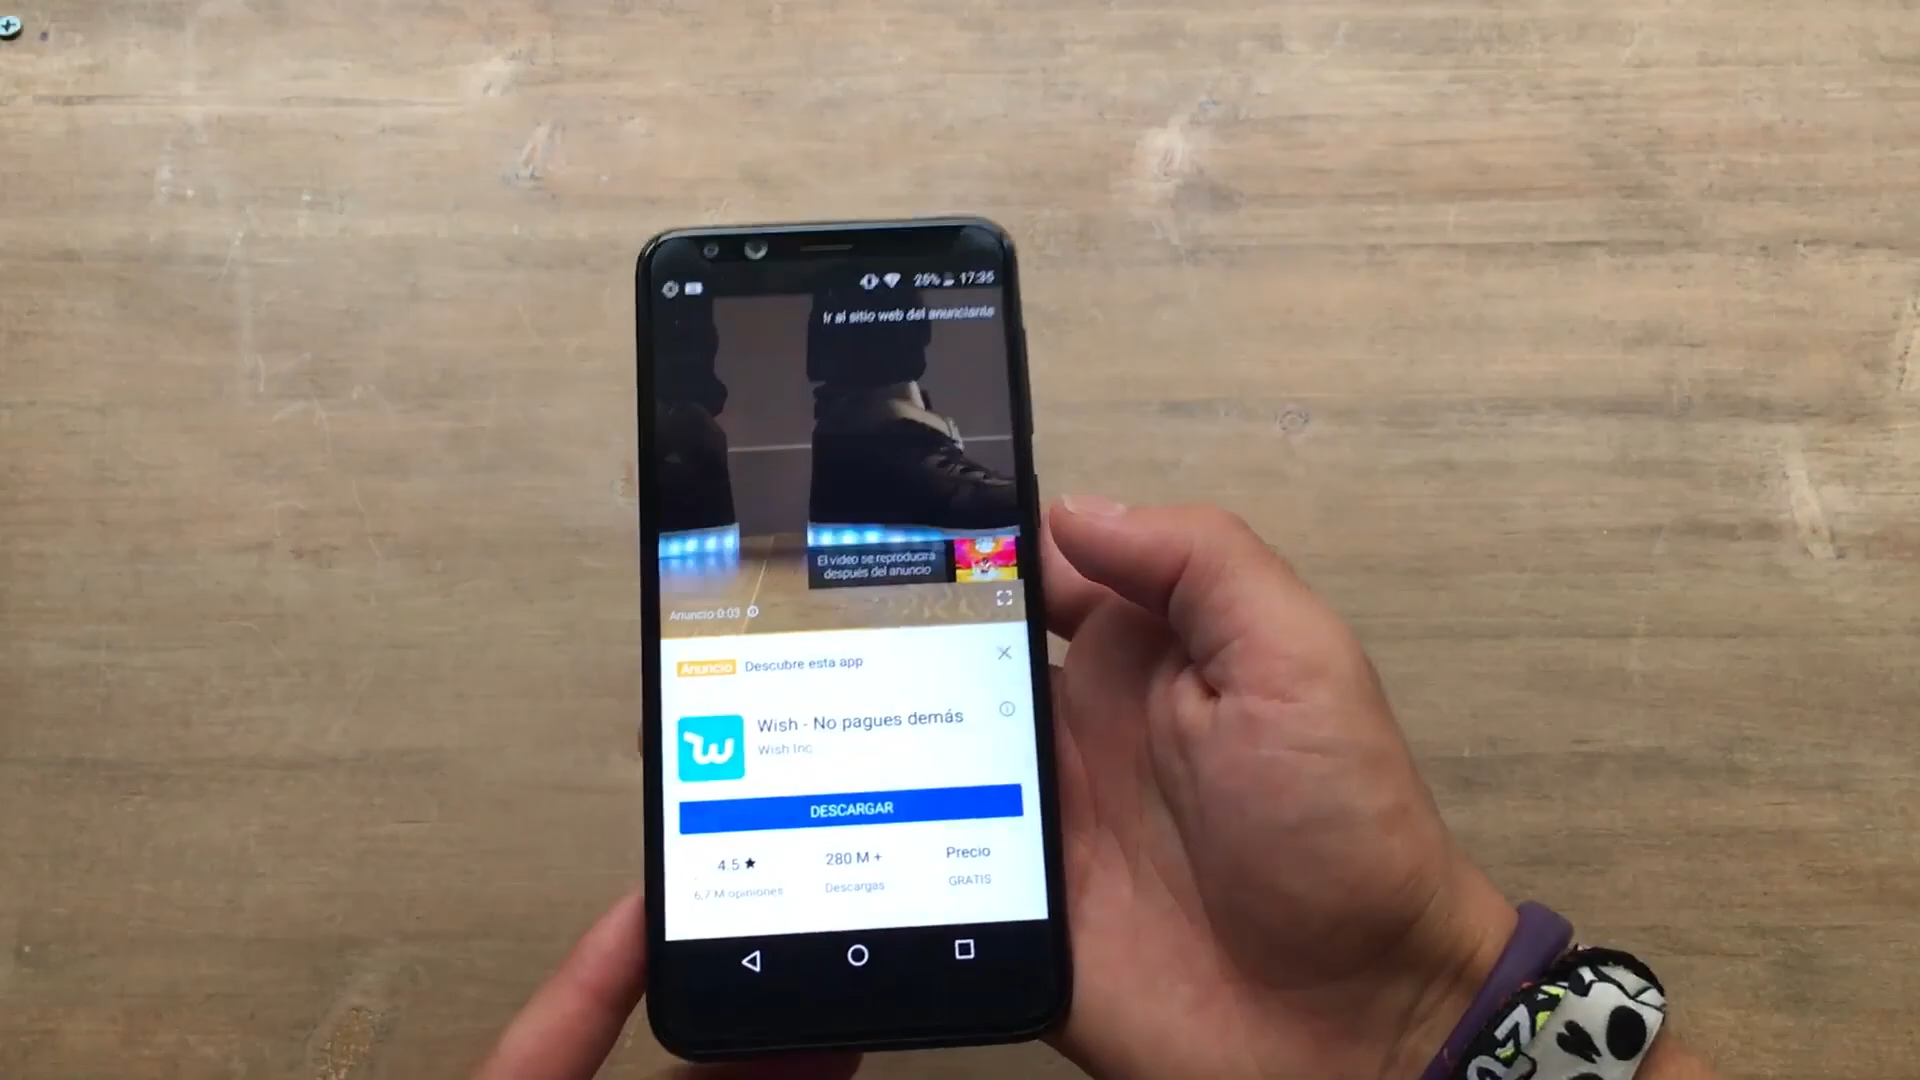 25% 17:35
Ir al sitio web del anunciante
El video se reproducirá
después del anuncio
Anuncio 0:03
Anuncio Descubre esta app
Wish - No pagues demás
Wish Inc.
DESCARGAR
4.5 ★ 280 M + Precio
6,7 M opiniones Descargas GRATIS